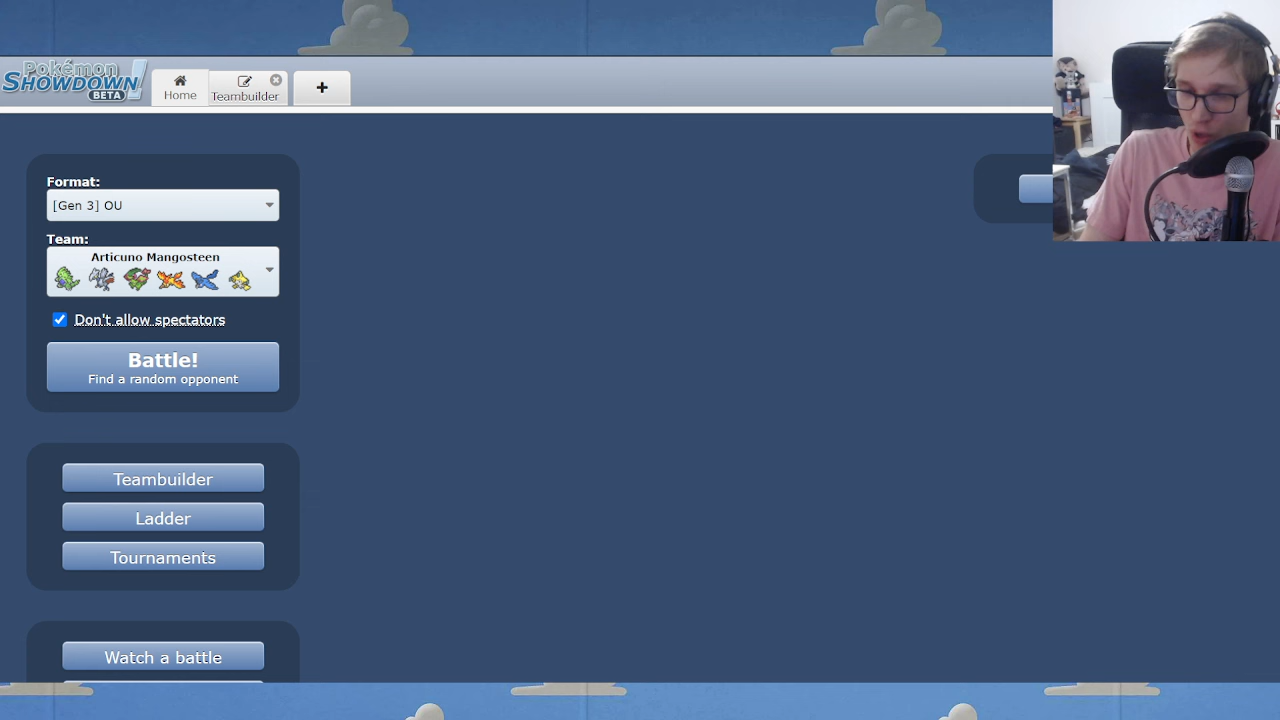 Pokémon
SHOWDOWN!
BETA
Home
Teambuilder
+
Format:
[Gen 3] OU
Team:
Articuno Mangosteen
Don't allow spectators
Battle!
Find a random opponent
Teambuilder
Ladder
Tournaments
Watch a battle